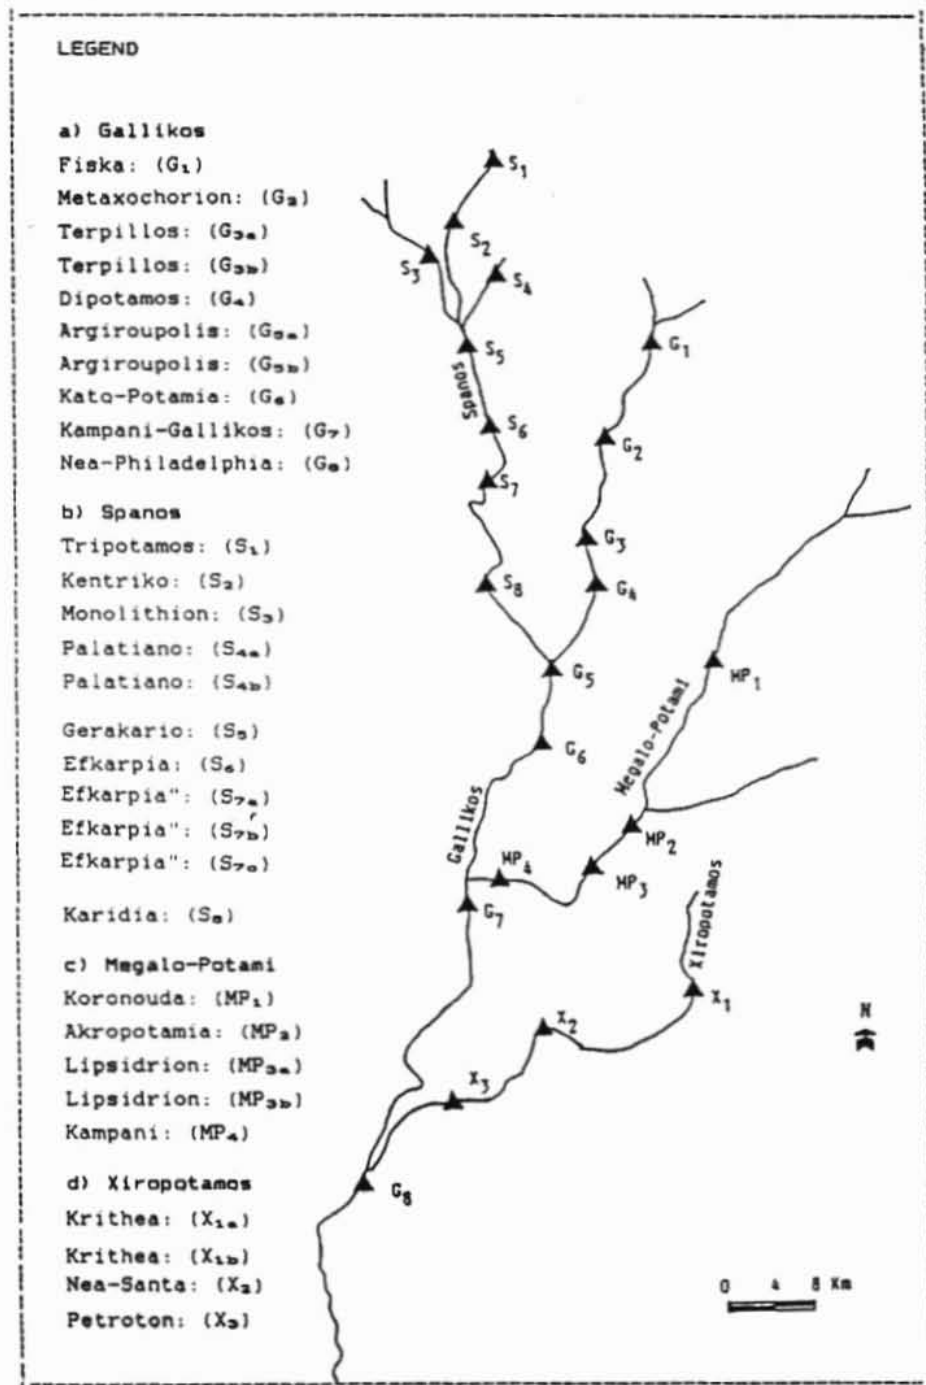 LEGEND
a) Gallikos
Fiska: (G₁)
Metaxochorion: (G₂)
Terpillos: (G₃ₐ)
Terpillos: (G₃b)
Dipotamos: (G₄)
Argiroupolis: (G₅ₐ)
Argiroupolis: (G₅b)
Kato-Potamia: (G₆)
Kampani-Gallikos: (G₇)
Nea-Philadelphia: (G₈)
b) Spanos
Tripotamos: (S₁)
Kentriko: (S₂)
Monolithion: (S₃)
Palatiano: (S₄ₐ)
Palatiano: (S₄b)
Gerakario: (S₅)
Efkarpia: (S₆)
Efkarpia": (S₇ₐ)
Efkarpia": (S₇b)
Efkarpia": (S₇c)
Karidia: (S₈)
c) Megalo-Potami
Koronouda: (MP₁)
Akropotamia: (MP₂)
Lipsidrion: (MP₃ₐ)
Lipsidrion: (MP₃b)
Kampani: (MP₄)
d) Xiropotamos
Krithea: (X₁ₐ)
Krithea: (X₁b)
Nea-Santa: (X₂)
Petroton: (X₃)
S₁
S₂
S₃
S₄
S₅
Spanos
S₆
S₇
S₈
G₁
G₂
G₃
G₄
G₅
G₆
Gallikos
MP₁
Megalo-Potami
MP₂
MP₃
MP₄
G₇
Xiropotamos
X₁
X₂
X₃
G₈
N
0 4 8 Km